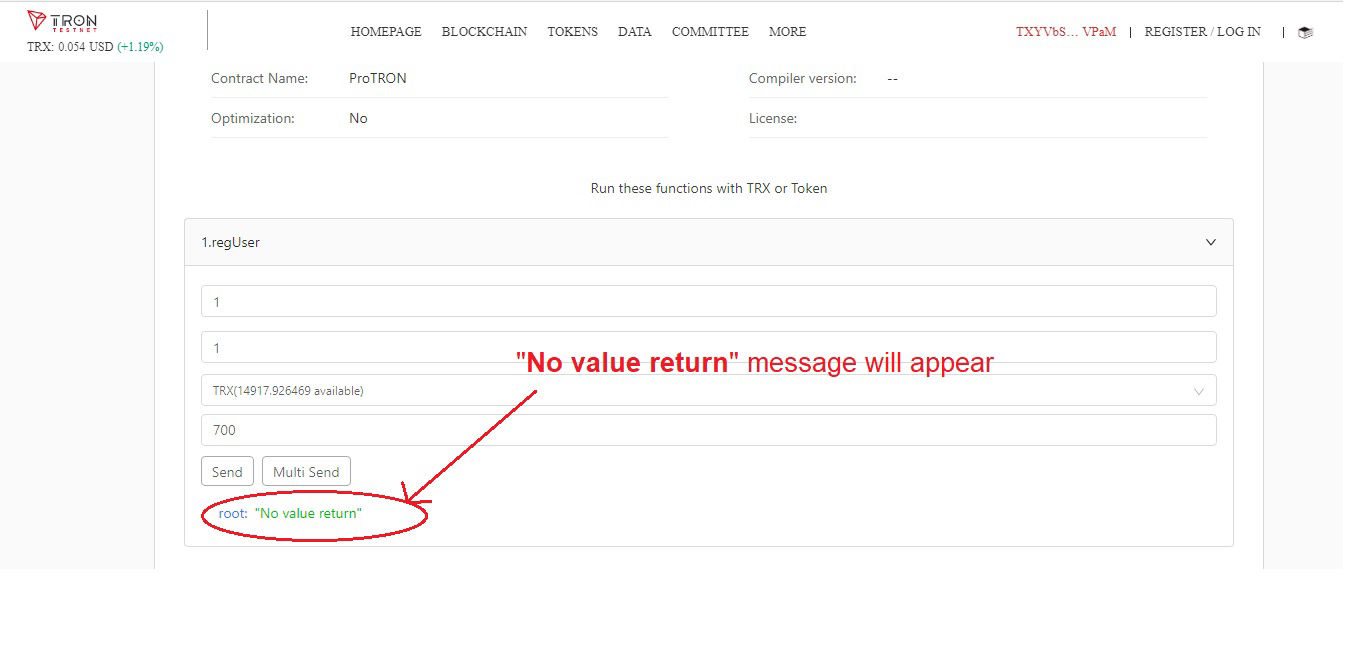 TRON
TESTNET
TRX: 0.054 USD (+1.19%)
HOMEPAGE BLOCKCHAIN TOKENS DATA COMMITTEE MORE
TXYVbS... VPaM | REGISTER / LOG IN |
Contract Name: ProTRON
Compiler version: --
Optimization: No
License:
Run these functions with TRX or Token
1.regUser
1
1
"No value return" message will appear
TRX(14917.926469 available)
700
Send Multi Send
root: "No value return"